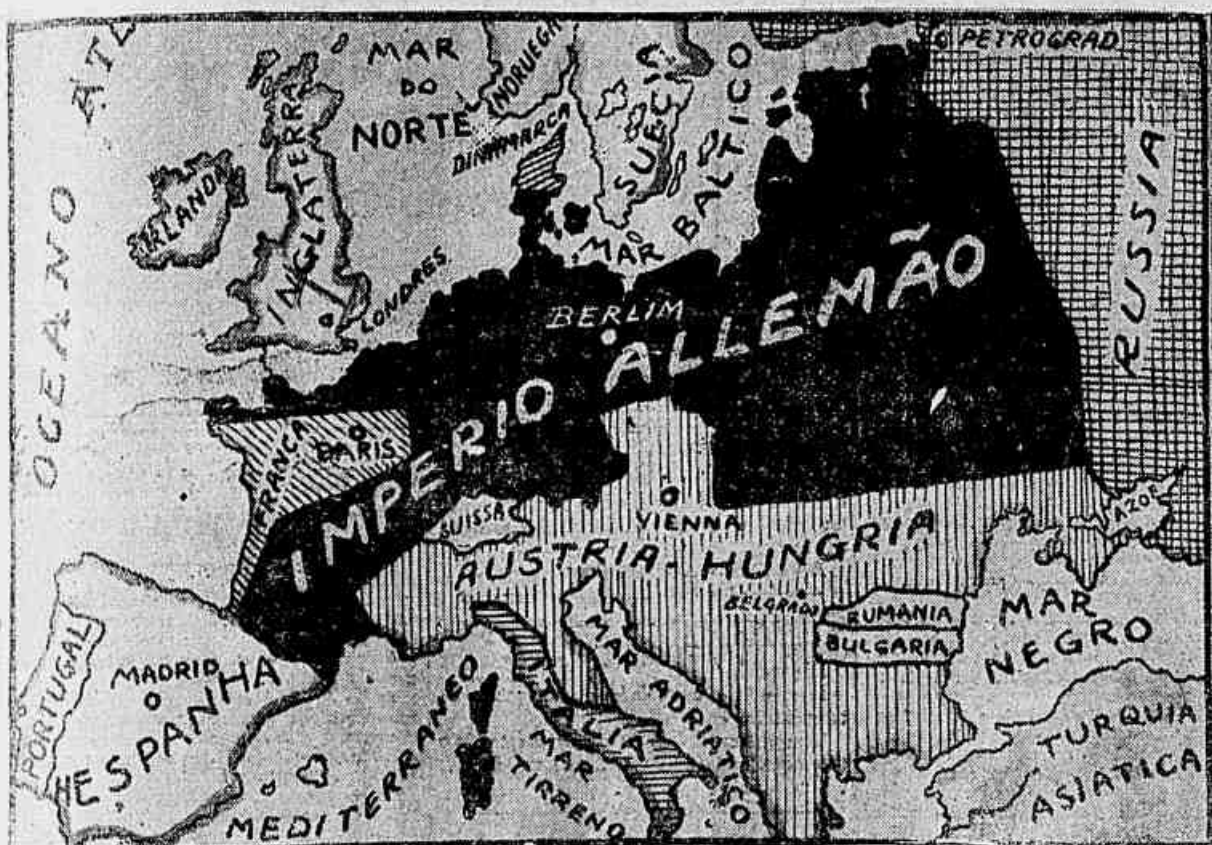 OCEANO
ATL
MAR
DO
NORTE
NORUEGA
SUECIA
DINAMARCA
MAR BALTICO
PETROGRAD
RUSSIA
IRLANDA
INGLATERRA
LONDRES
BERLIM
IMPERIO ALLEMÃO
FRANCA
PARIS
SUISSA
VIENNA
AUSTRIA-HUNGRIA
BELGRADO
RUMANIA
BULGARIA
AZOF
MAR
NEGRO
TURQUIA
ASIATICA
PORTUGAL
MADRID
HESPANHA
MEDITERRANEO
ITALIA
MAR
TIRRENO
MAR ADRIATICO